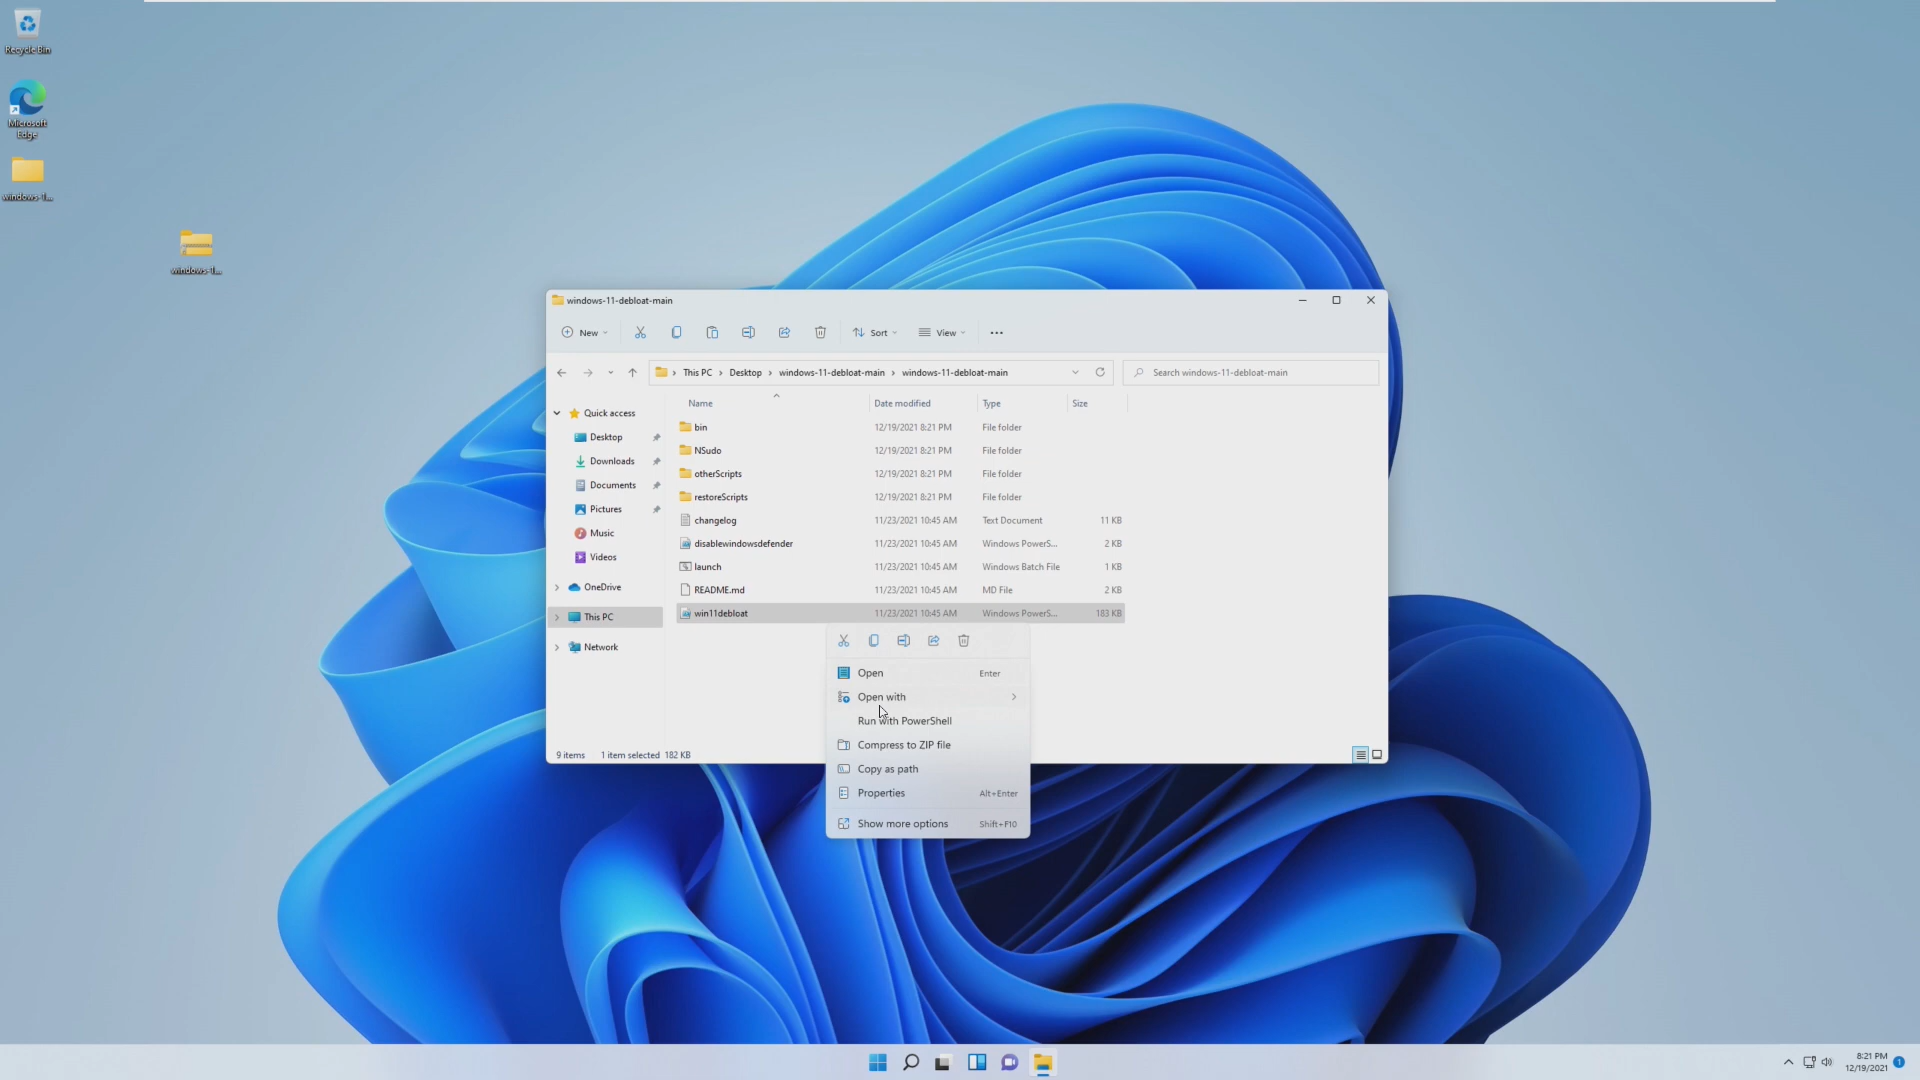 Recycle Bin
Microsoft
Edge
windows-1...
windows-1...
windows-11-debloat-main
New
Sort
View
This PC
Desktop
windows-11-debloat-main
windows-11-debloat-main
Search windows-11-debloat-main
Name
Date modified
Type
Size
Quick access
Desktop
Downloads
Documents
Pictures
Music
Videos
OneDrive
This PC
Network
bin 12/19/2021 8:21 PM File folder
NSudo 12/19/2021 8:21 PM File folder
otherScripts 12/19/2021 8:21 PM File folder
restoreScripts 12/19/2021 8:21 PM File folder
changelog 11/23/2021 10:45 AM Text Document 11 KB
disablewindowsdefender 11/23/2021 10:45 AM Windows PowerS... 2 KB
launch 11/23/2021 10:45 AM Windows Batch File 1 KB
README.md 11/23/2021 10:45 AM MD File 2 KB
win11debloat 11/23/2021 10:45 AM Windows PowerS... 183 KB
Open Enter
Open with
Run with PowerShell
Compress to ZIP file
Copy as path
Properties Alt+Enter
Show more options Shift+F10
9 items 1 item selected 182 KB
8:21 PM
12/19/2021
1